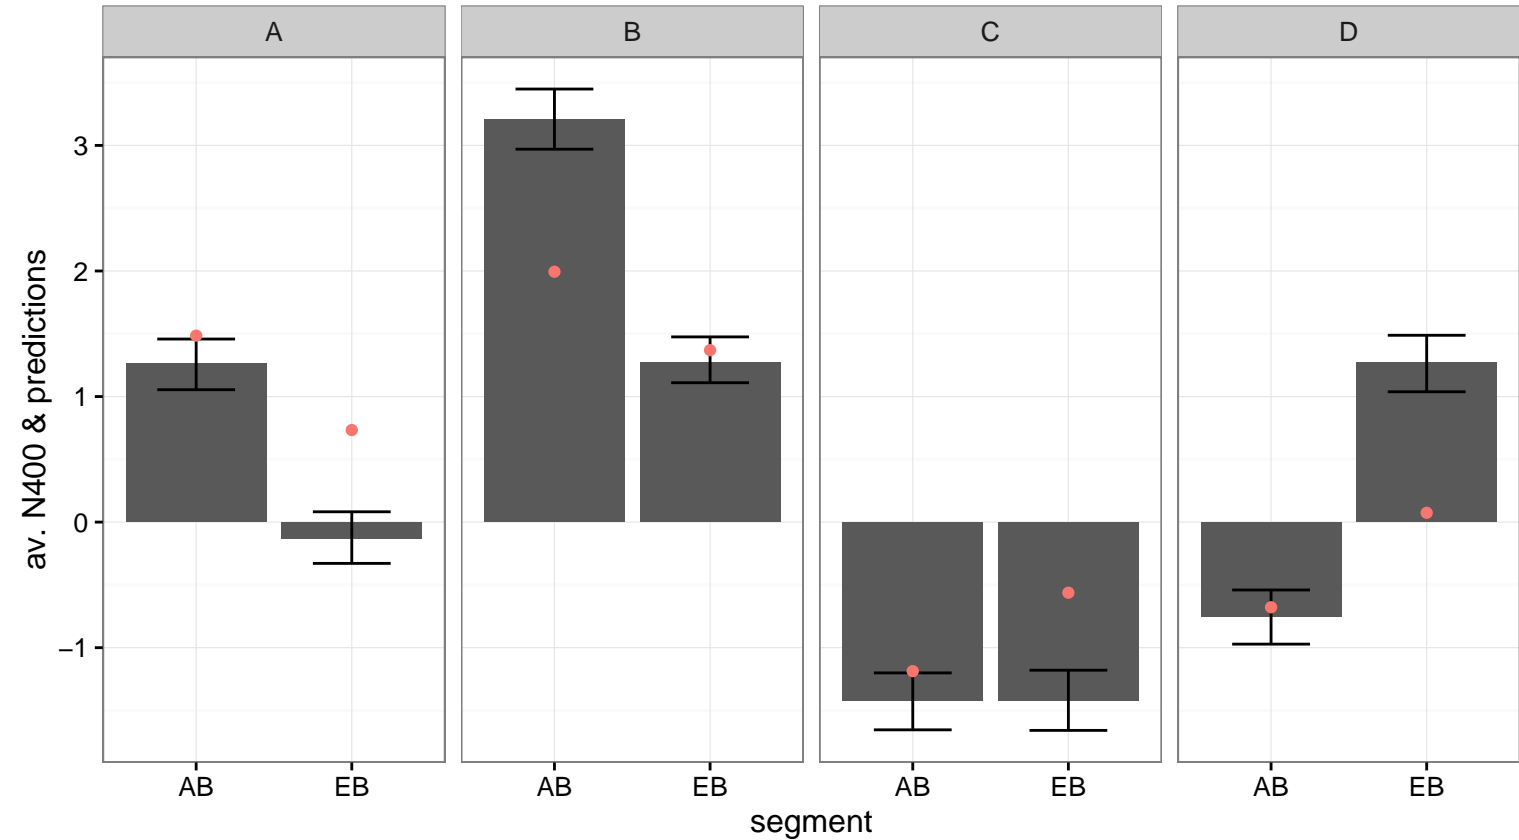 A B C D
av. N400 & predictions
3
2
1
0
−1
AB EB AB EB AB EB AB EB
segment